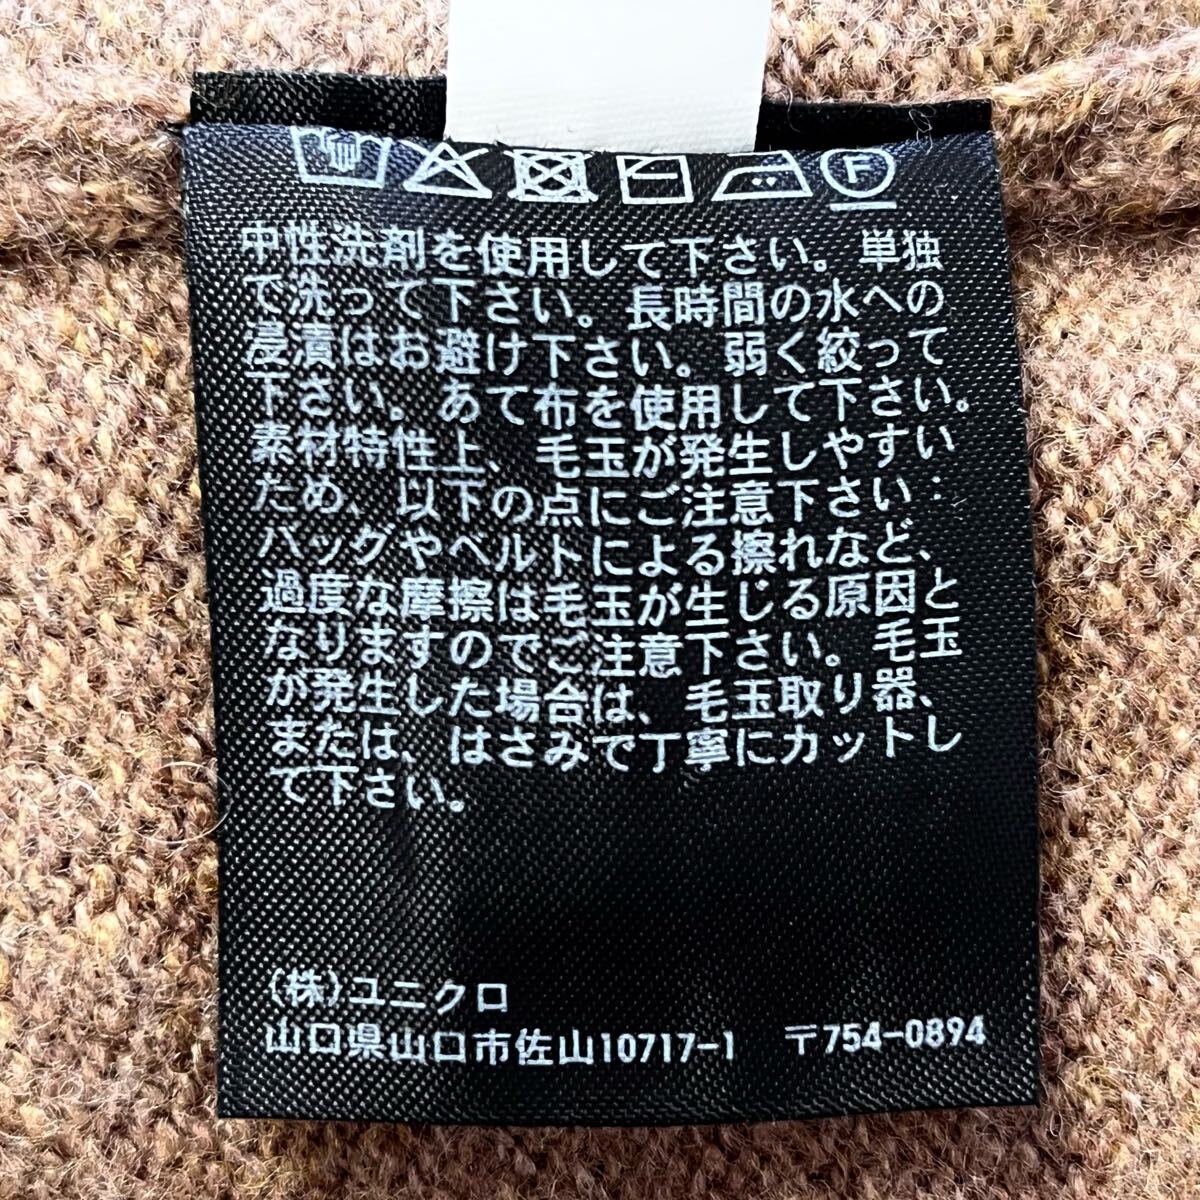 中性洗剤を使用して下さい。単独
で洗って下さい。長時間の水への
浸漬はお避け下さい。弱く絞って
下さい。あて布を使用して下さい。
素材特性上、毛玉が発生しやすい
ため、以下の点にご注意下さい：
バッグやベルトによる擦れなど、
過度な摩擦は毛玉が生じる原因と
なりますのでご注意下さい。毛玉
が発生した場合は、毛玉取り器、
または、はさみで丁寧にカットし
て下さい。
(株)ユニクロ
山口県山口市佐山10717-1 〒754-0894